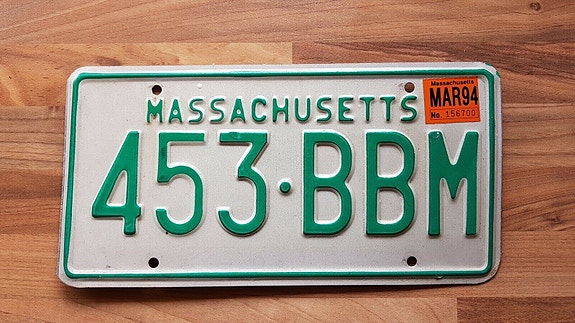 MASSACHUSETTS
Massachusetts
MAR94
No. 156700
453·BBM